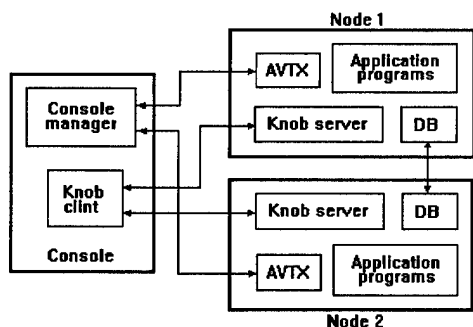 Node 1
AVTX
Application
programs
Console
manager
Knob server
DB
Knob
clint
Console
Knob server
DB
AVTX
Application
programs
Node 2